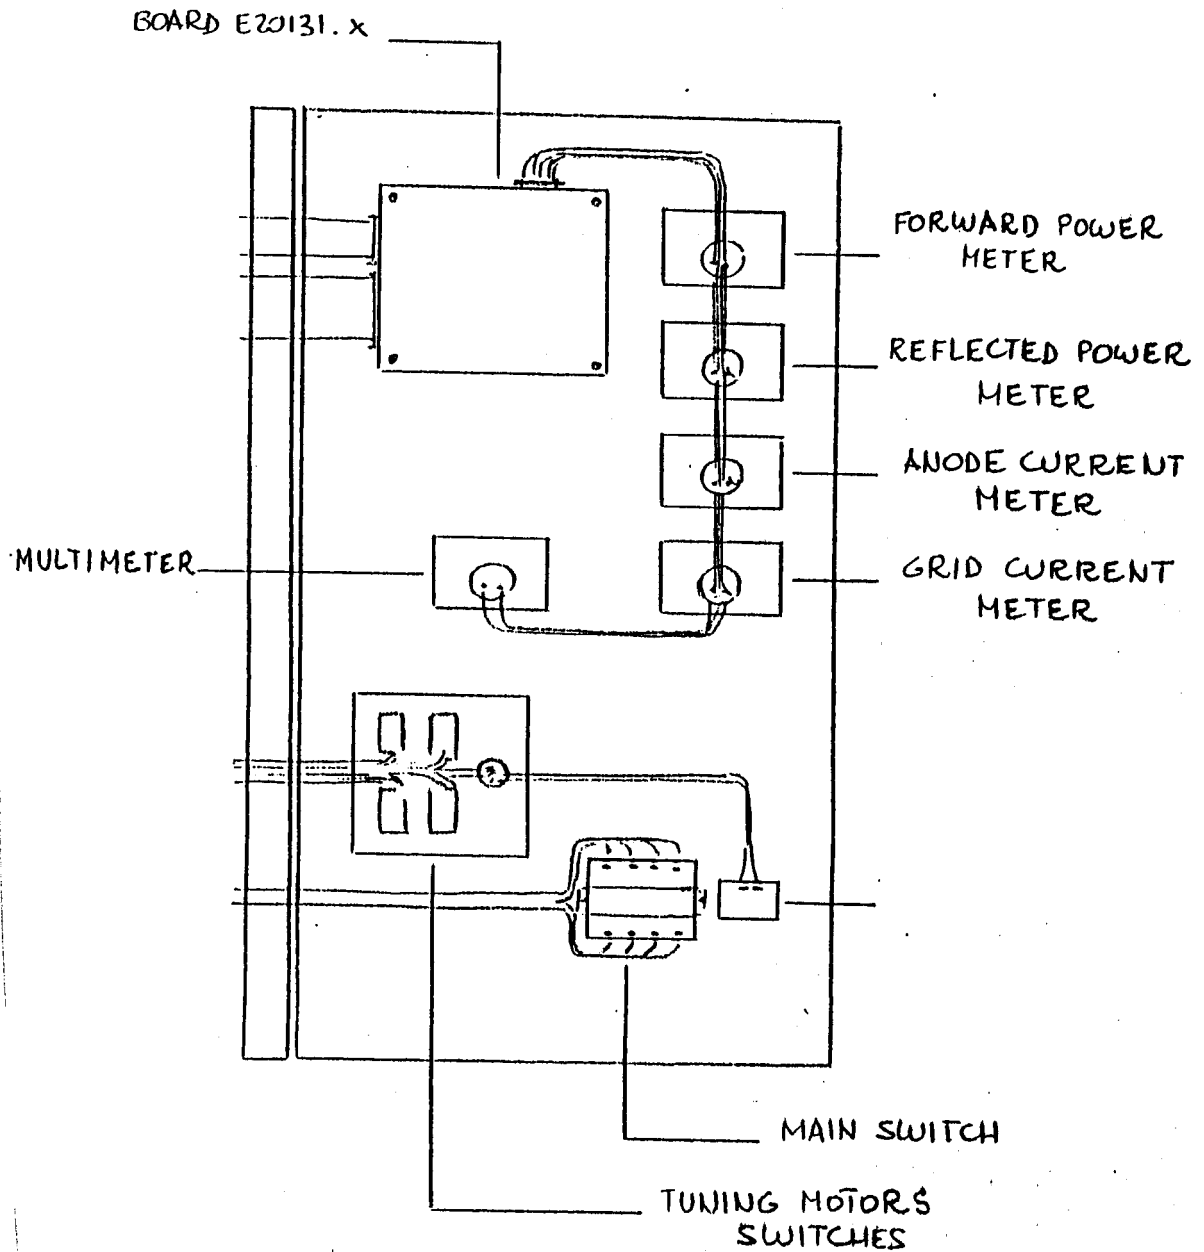 BOARD E20131.x
FORWARD POWER
METER
REFLECTED POWER
METER
ANODE CURRENT
METER
MULTIMETER
GRID CURRENT
METER
MAIN SWITCH
TUNING MOTORS
SWITCHES